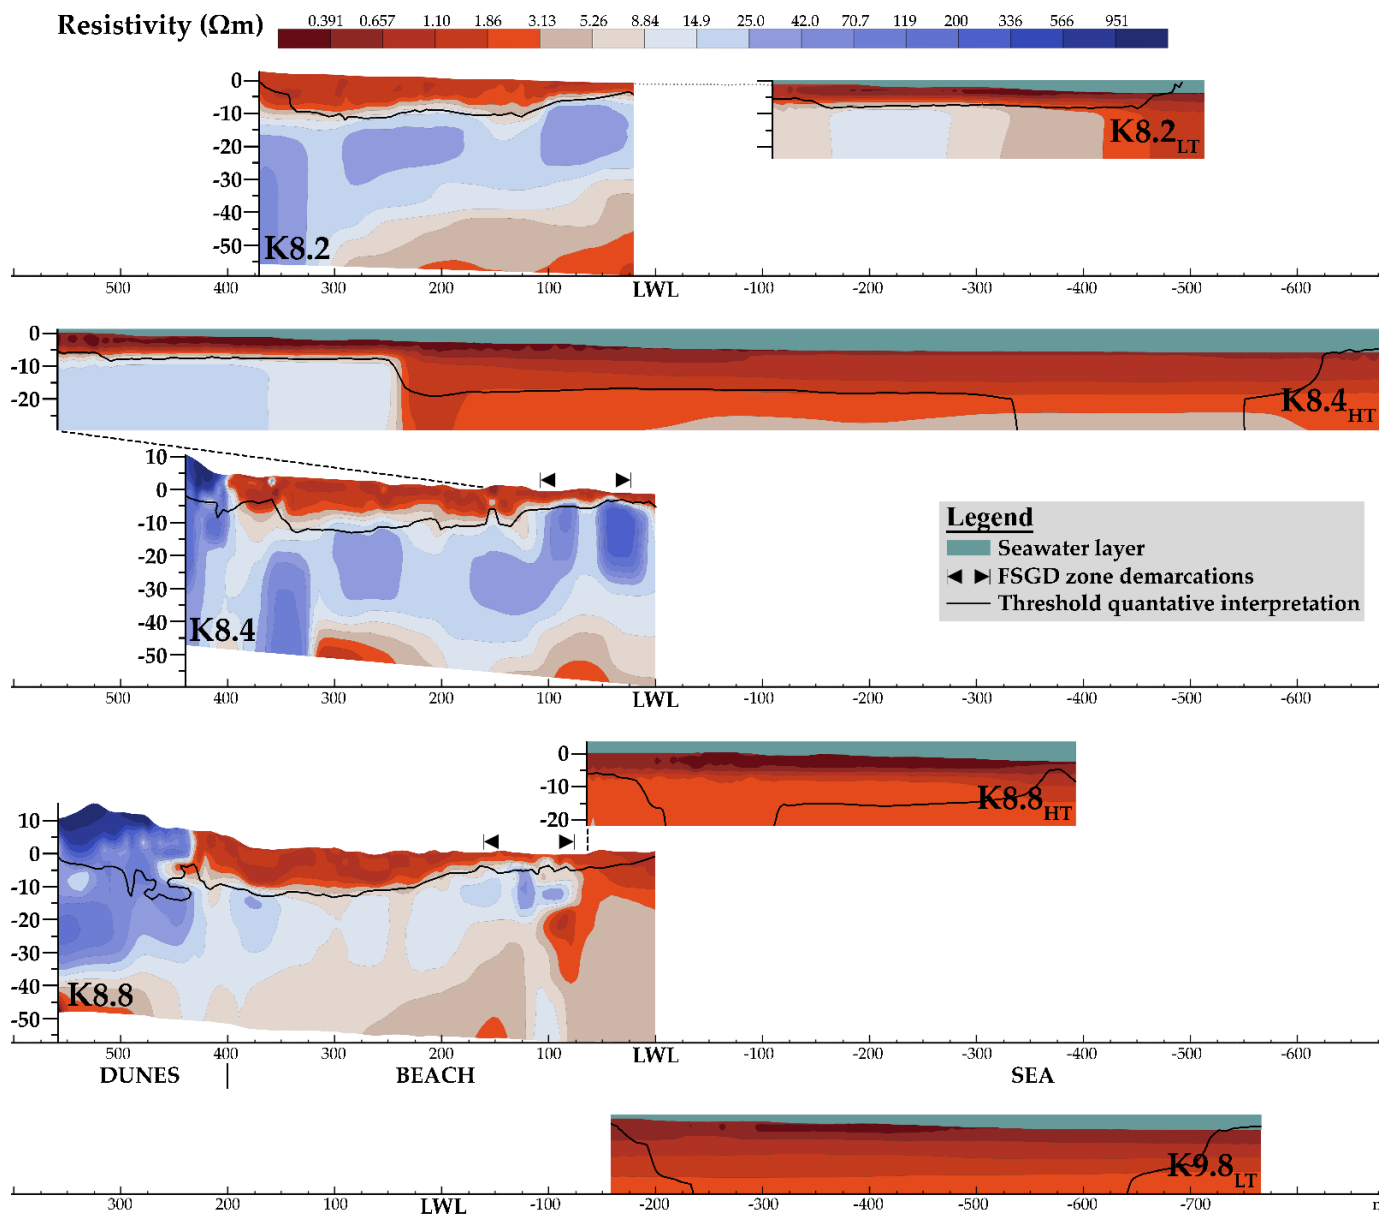 Resistivity (Ωm)
0.391 0.657 1.10 1.86 3.13 5.26 8.84 14.9 25.0 42.0 70.7 119 200 336 566 951
0
-10
-20
-30
-40
-50
K8.2
K8.2LT
500 400 300 200 100 LWL -100 -200 -300 -400 -500 -600
0
-10
-20
K8.4HT
10
0
-10
-20
-30
-40
-50
K8.4
Legend
Seawater layer
FSGD zone demarcations
Threshold quantative interpretation
500 400 300 200 100 LWL -100 -200 -300 -400 -500 -600
0
-10
-20
K8.8HT
10
0
-10
-20
-30
-40
-50
K8.8
500 400 300 200 100 LWL -100 -200 -300 -400 -500 -600
DUNES | BEACH SEA
K9.8LT
300 200 100 LWL -100 -200 -300 -400 -500 -600 -700